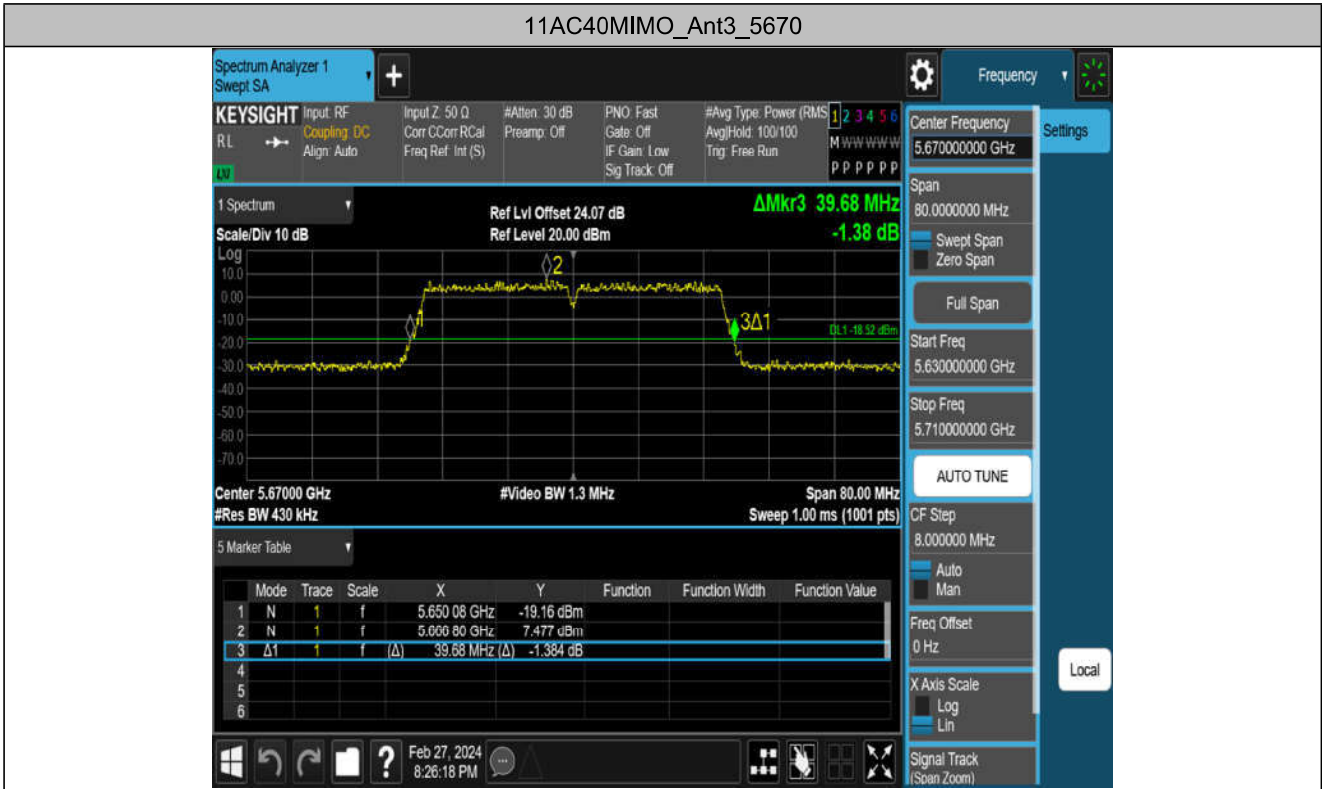 11AC40MIMO_Ant3_5670
Spectrum Analyzer 1
Swept SA
+
Frequency
KEYSIGHT
RL
LXI
Input: RF
Coupling: DC
Align: Auto
Input Z: 50 Ω
Corr CCorr RCal
Freq Ref: Int (S)
#Atten: 30 dB
Preamp: Off
PNO: Fast
Gate: Off
IF Gain: Low
Sig Track: Off
#Avg Type: Power (RMS
Avg|Hold: 100/100
Trig: Free Run
1 2 3 4 5 6
M W W W W W
P P P P P P
Center Frequency
5.670000000 GHz
Settings
Span
80.0000000 MHz
Swept Span
Zero Span
Full Span
Start Freq
5.630000000 GHz
Stop Freq
5.710000000 GHz
AUTO TUNE
CF Step
8.000000 MHz
Auto
Man
Freq Offset
0 Hz
X Axis Scale
Log
Lin
Signal Track
(Span Zoom)
Local
1 Spectrum
Scale/Div 10 dB
Ref Lvl Offset 24.07 dB
Ref Level 20.00 dBm
ΔMkr3 39.68 MHz
-1.38 dB
Log
10.0
0.00
-10.0
-20.0
-30.0
-40.0
-50.0
-60.0
-70.0
1
2
3Δ1
DL1 -18.52 dBm
Center 5.67000 GHz
#Video BW 1.3 MHz
Span 80.00 MHz
#Res BW 430 kHz
Sweep 1.00 ms (1001 pts)
5 Marker Table
Mode Trace Scale X Y Function Function Width Function Value
1 N 1 f 5.650 08 GHz -19.16 dBm
2 N 1 f 5.666 80 GHz 7.477 dBm
3 Δ1 1 f (Δ) 39.68 MHz (Δ) -1.384 dB
4
5
6
?
Feb 27, 2024
8:26:18 PM